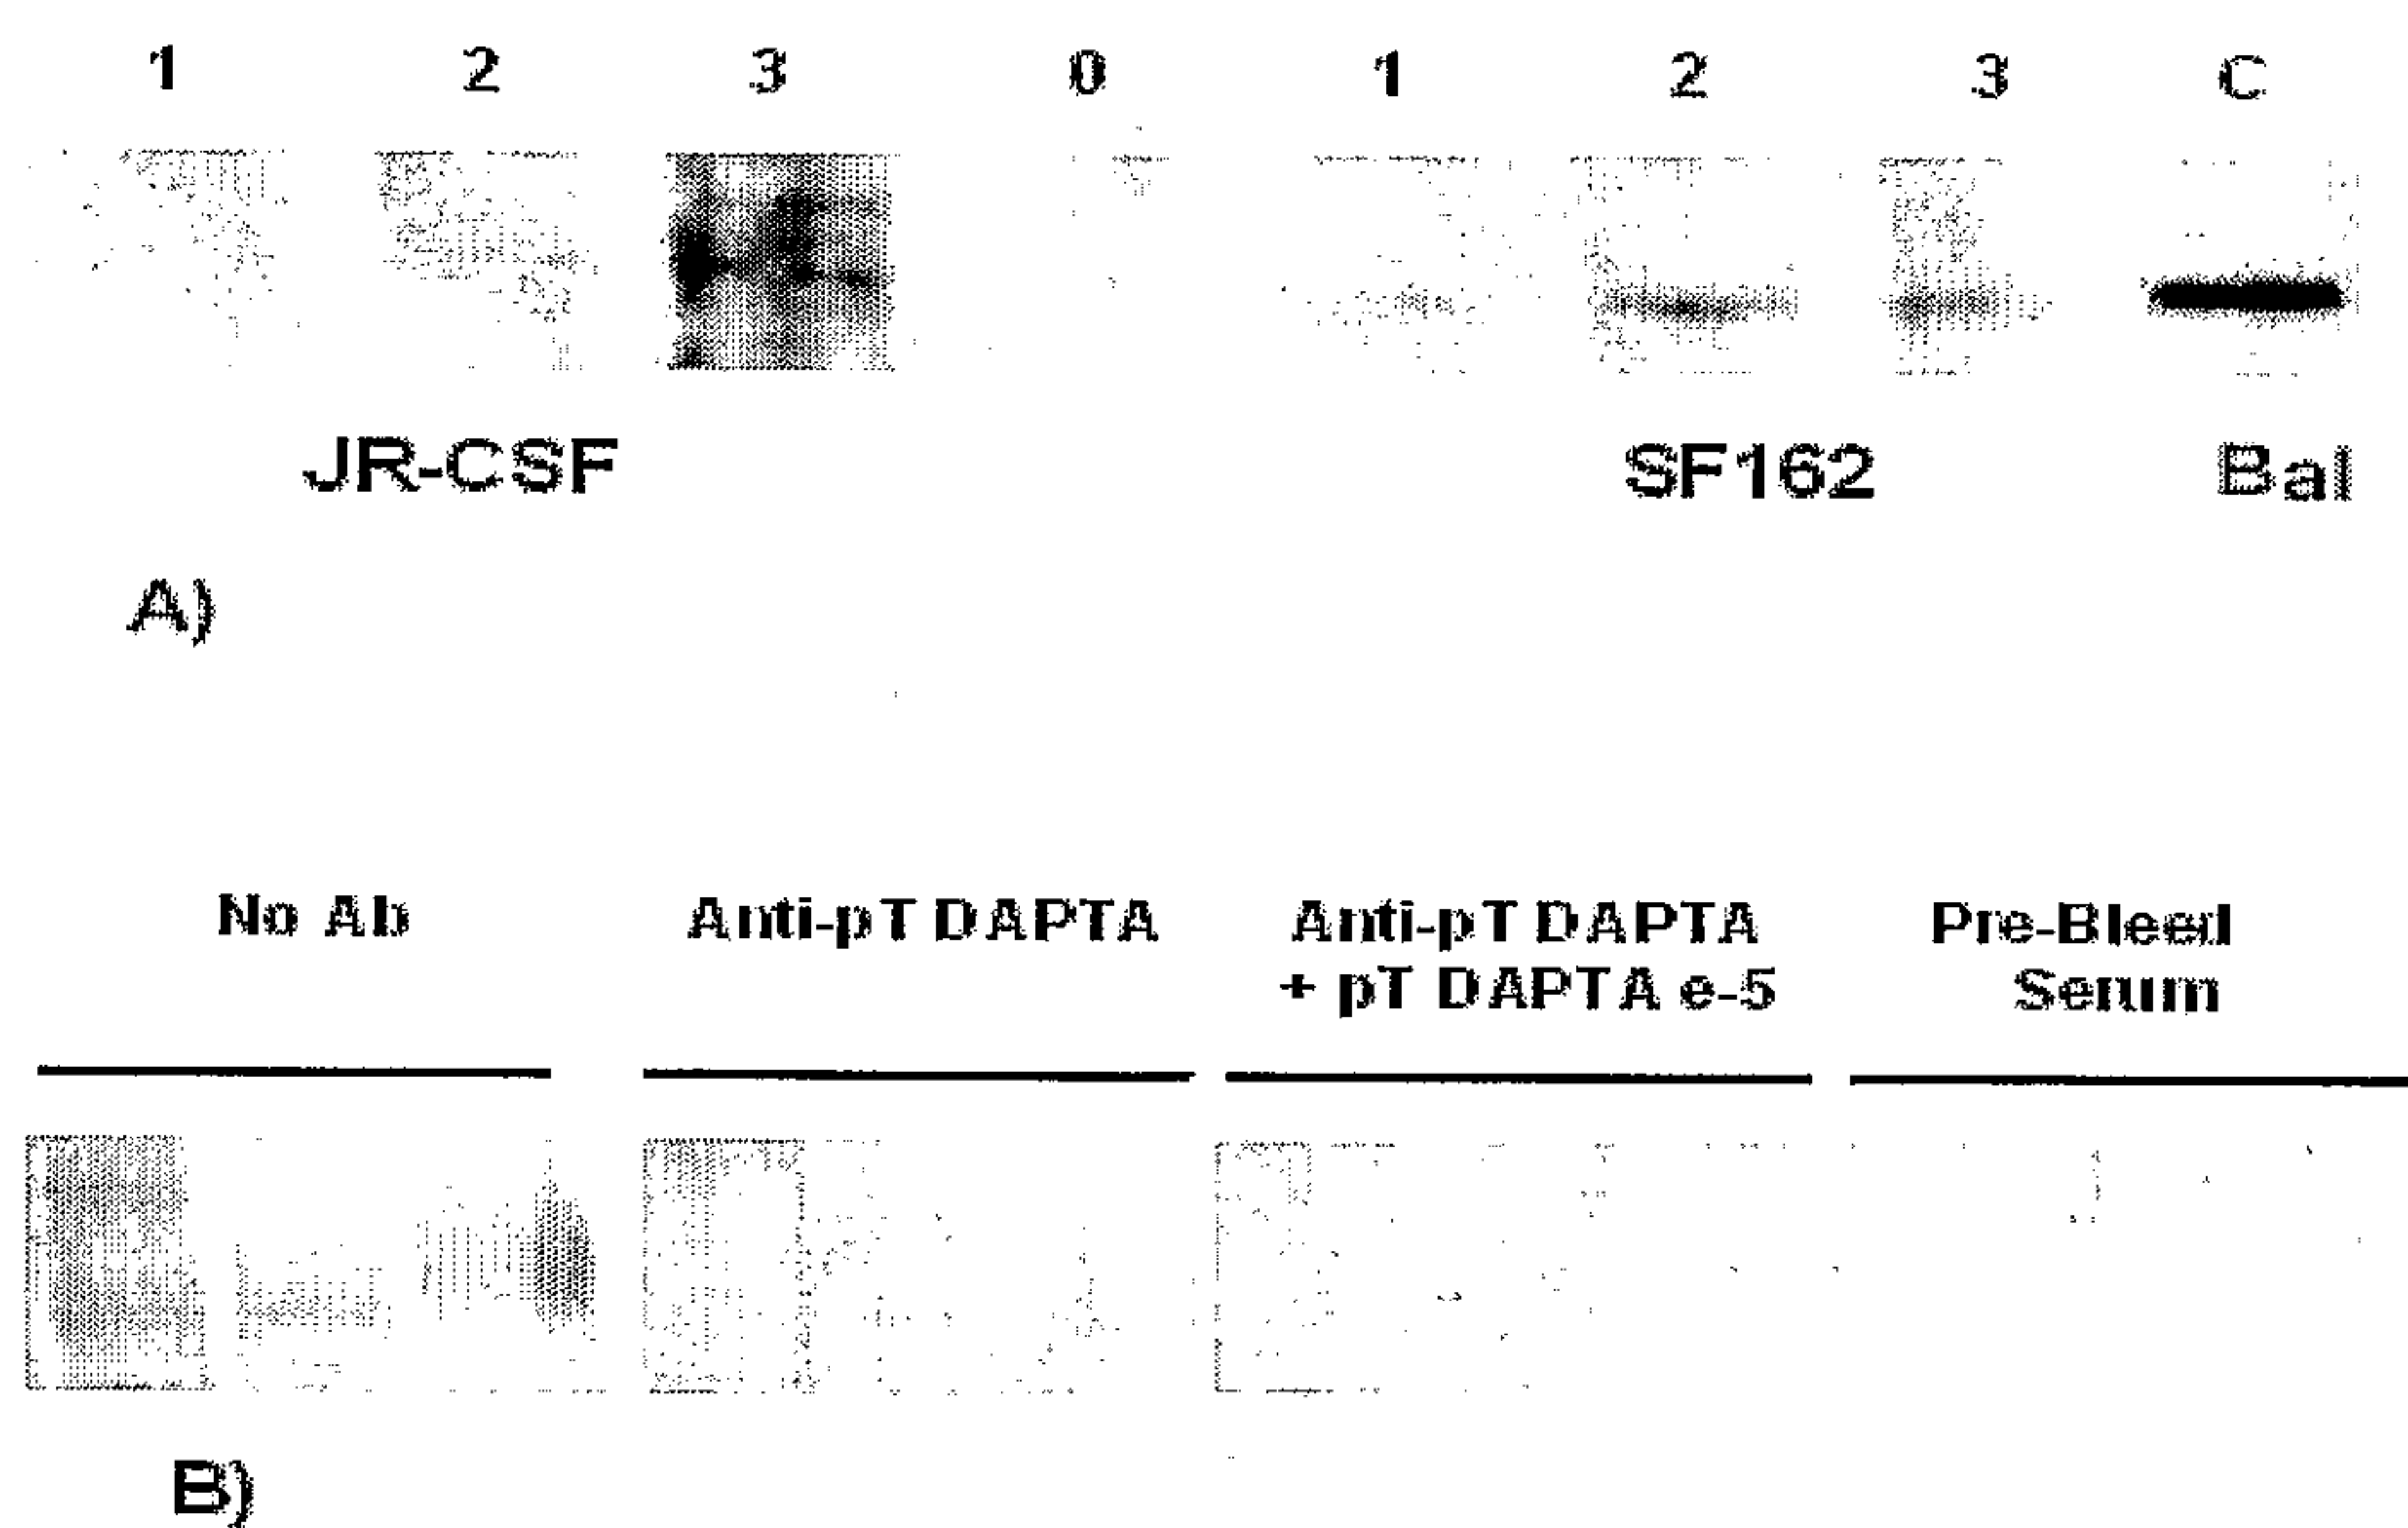 1 2 3 0 1 2 3 C
JR-CSF SF162 Bal
A)
No Ab Anti-pT DAPTA Anti-pT DAPTA Pre-Bleed
+ pT DAPTA e-5 Serum
B)